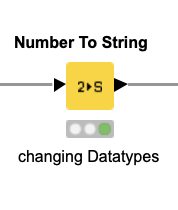 Number To String
2▸S
changing Datatypes